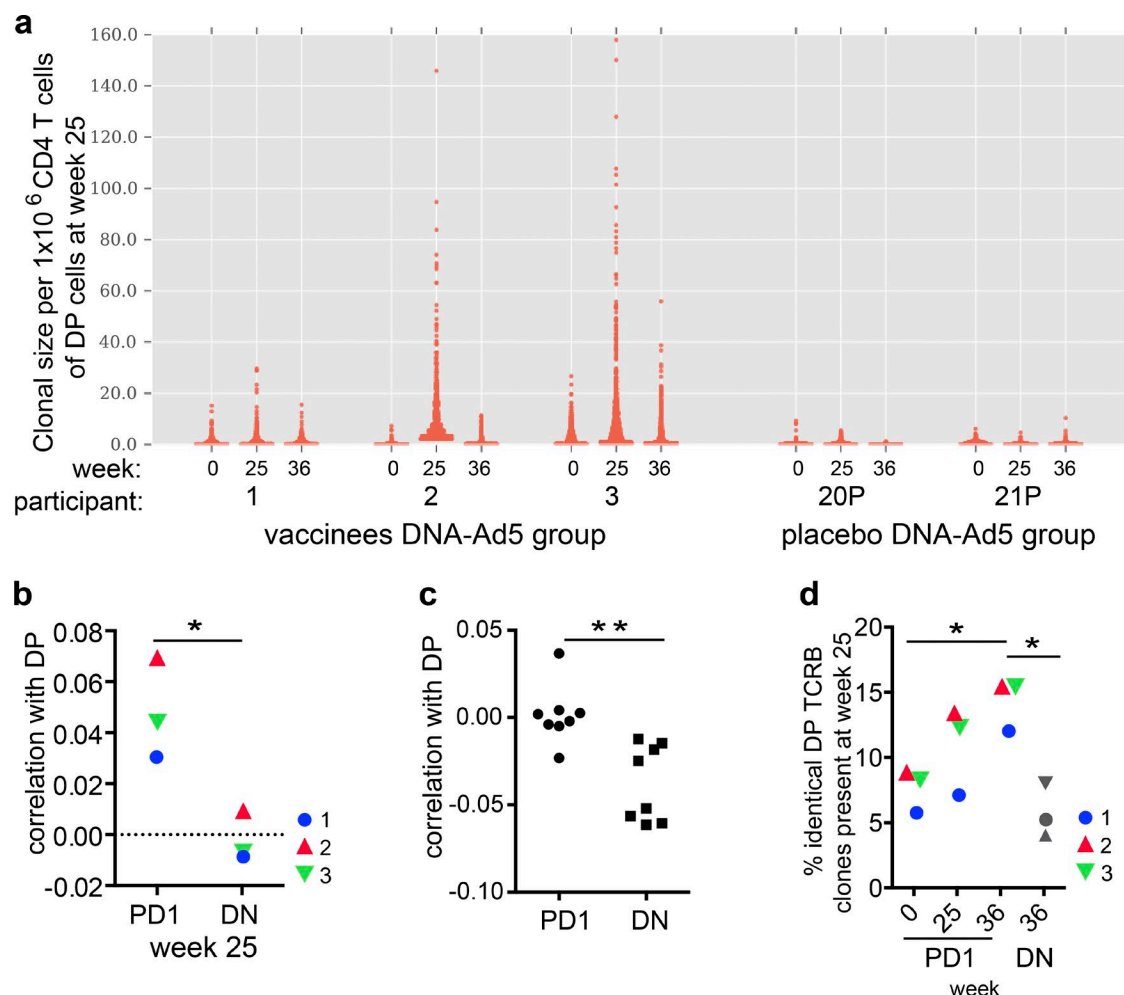 a
Clonal size per 1x10 6 CD4 T cells
of DP cells at week 25
160.0
140.0
120.0
100.0
80.0
60.0
40.0
20.0
0.0
week: 0 25 36 0 25 36 0 25 36 0 25 36 0 25 36
participant: 1 2 3 20P 21P
vaccinees DNA-Ad5 group placebo DNA-Ad5 group
b
correlation with DP
0.08
0.06
0.04
0.02
0.00
-0.02
*
PD1 DN
week 25
1
2
3
c
correlation with DP
0.05
0.00
-0.05
-0.10
**
PD1 DN
d
% identical DP TCRB
clones present at week 25
20
15
10
5
0
* *
0 25 36 36
PD1 DN
week
1
2
3